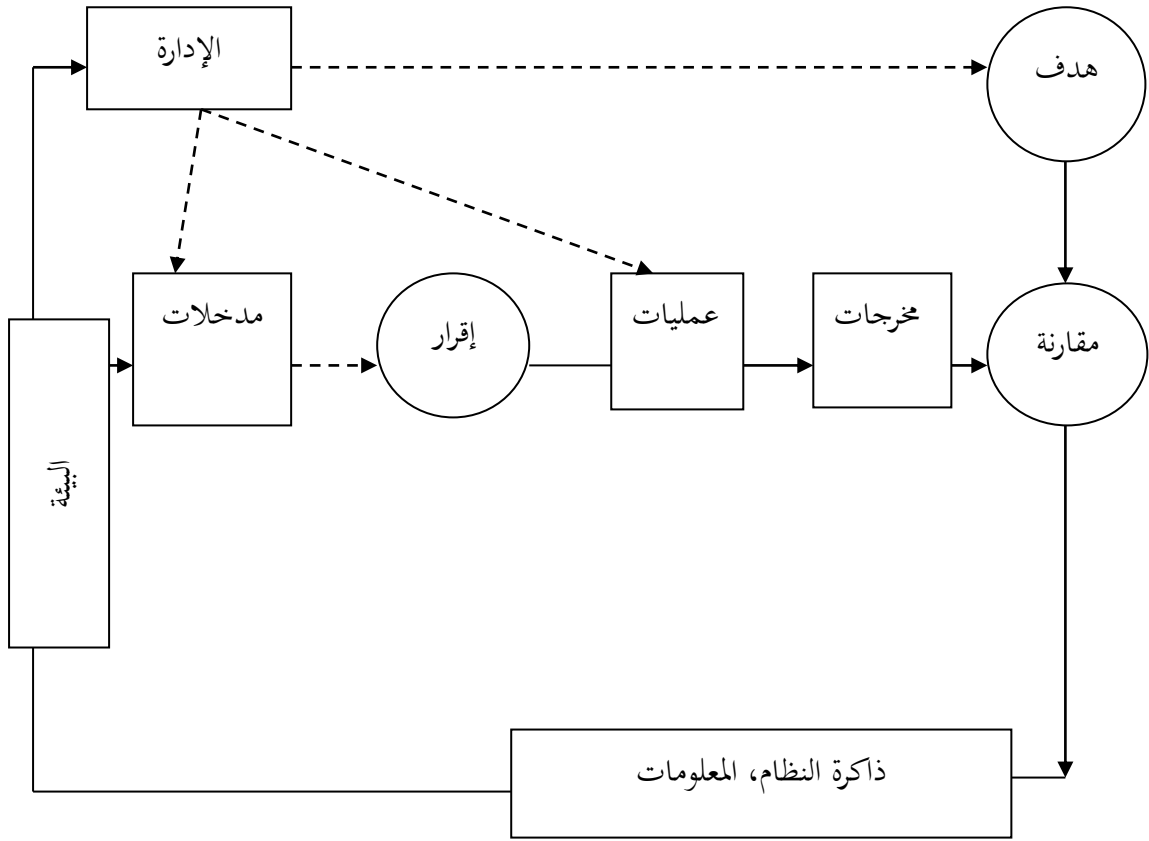 الإدارة
هدف
مدخلات
إقرار
عمليات
مخرجات
مقارنة
البيئة
ذاكرة النظام، المعلومات